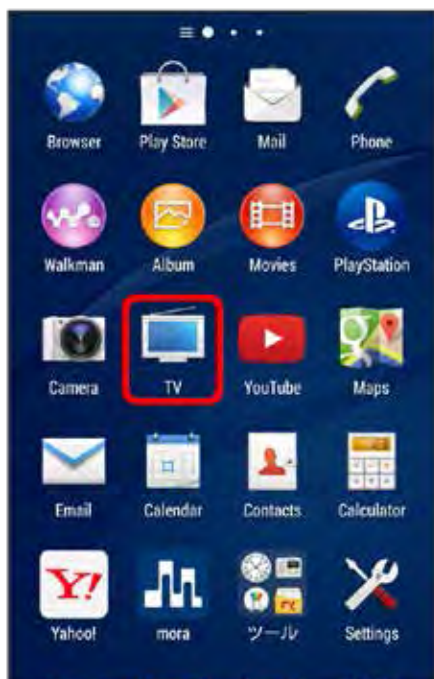 Browser
Play Store
Mail
Phone
Walkman
Album
Movies
PlayStation
Camera
TV
YouTube
Maps
Email
Calendar
Contacts
Calculator
Y!
Yahoo!
mora
ツール
Settings